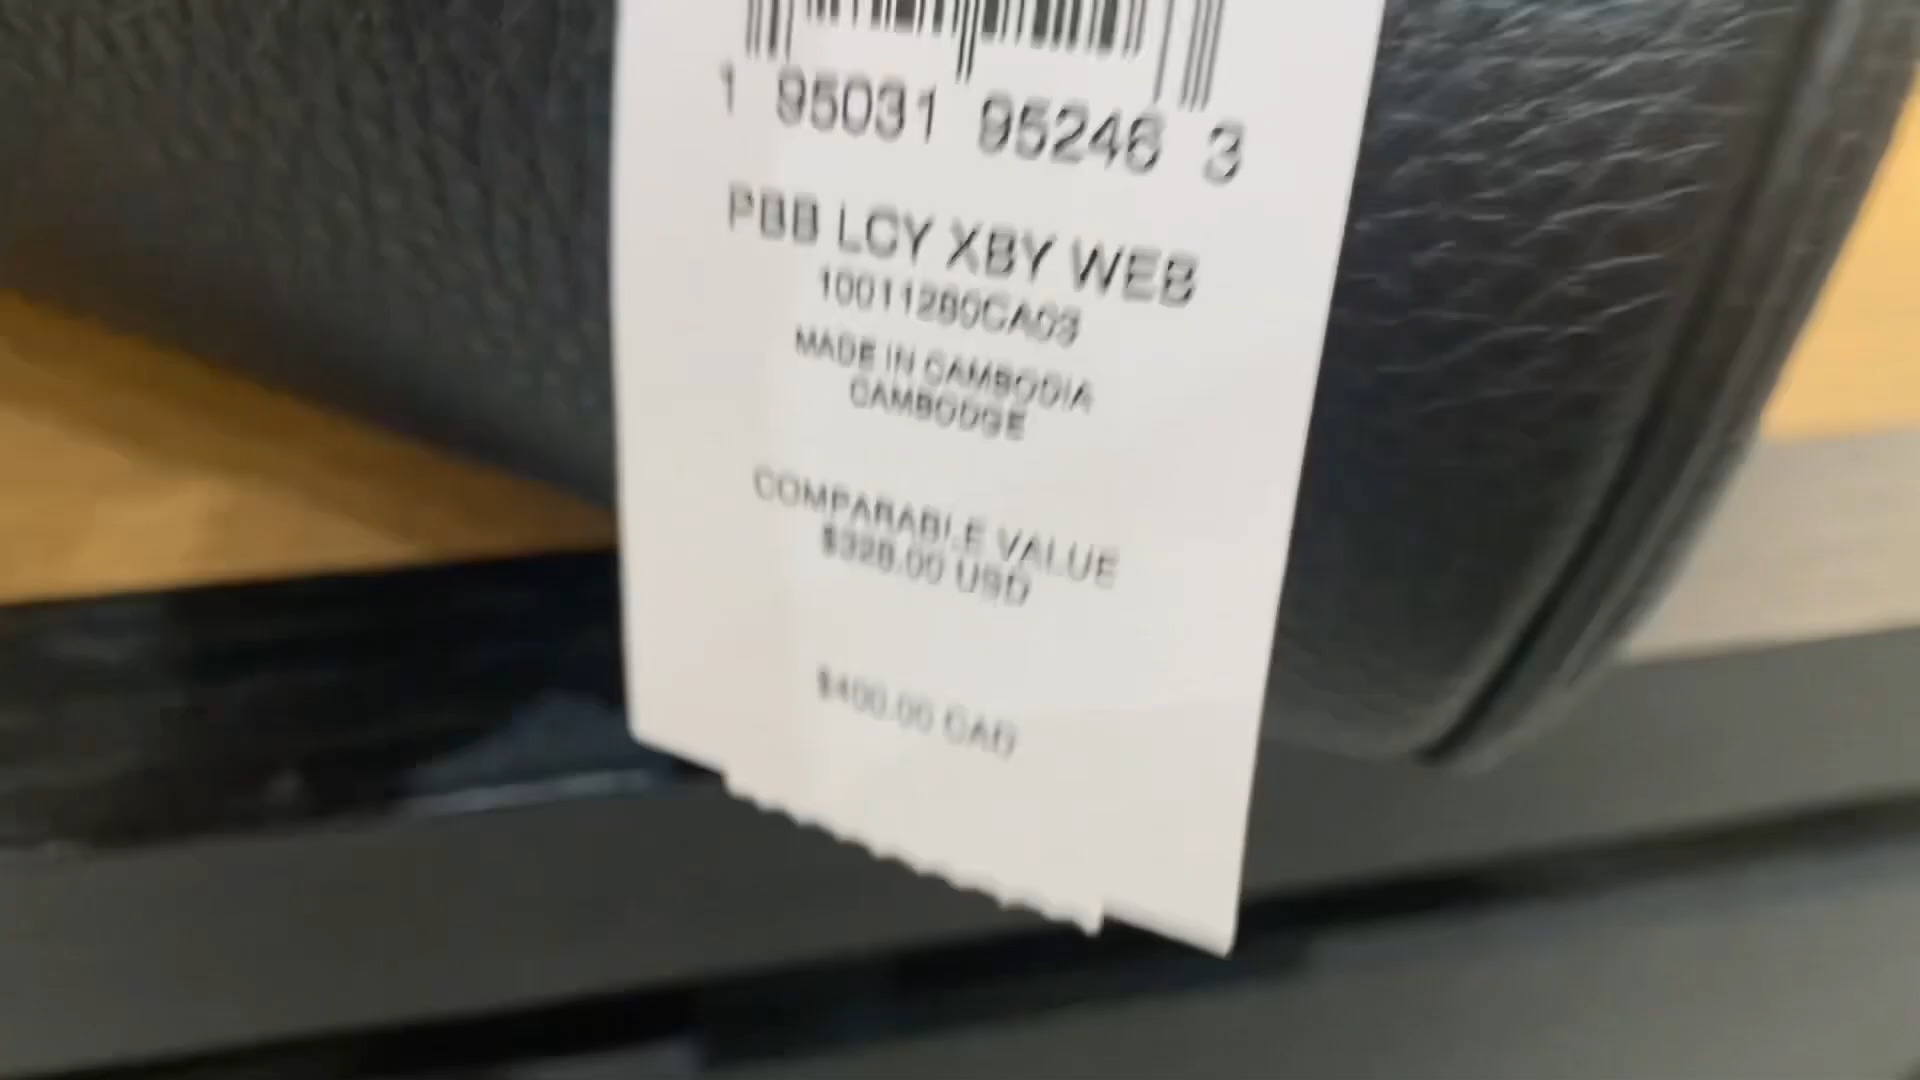 1 95031 95246 3
PBB LCY XBY WEB
10011280CA03
MADE IN CAMBODIA
CAMBODGE
COMPARABLE VALUE
$328.00 USD
$400.00 CAD